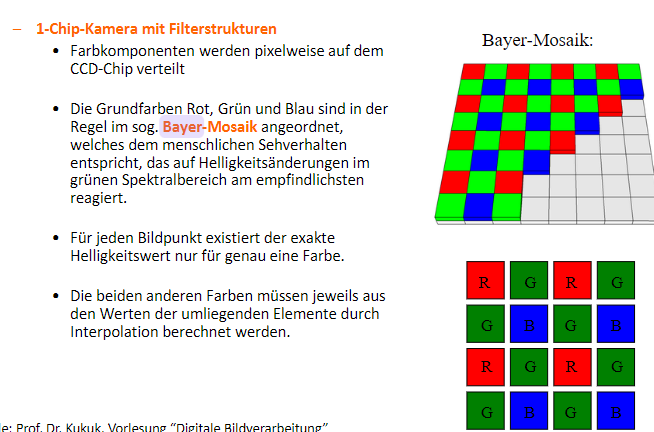 – 1-Chip-Kamera mit Filterstrukturen
• Farbkomponenten werden pixelweise auf dem
CCD-Chip verteilt
• Die Grundfarben Rot, Grün und Blau sind in der
Regel im sog. Bayer-Mosaik angeordnet,
welches dem menschlichen Sehverhalten
entspricht, das auf Helligkeitsänderungen im
grünen Spektralbereich am empfindlichsten
reagiert.
• Für jeden Bildpunkt existiert der exakte
Helligkeitswert nur für genau eine Farbe.
• Die beiden anderen Farben müssen jeweils aus
den Werten der umliegenden Elemente durch
Interpolation berechnet werden.
le: Prof. Dr. Kukuk, Vorlesung “Digitale Bildverarbeitung”
Bayer-Mosaik:
R G R G
G B G B
R G R G
G B G B